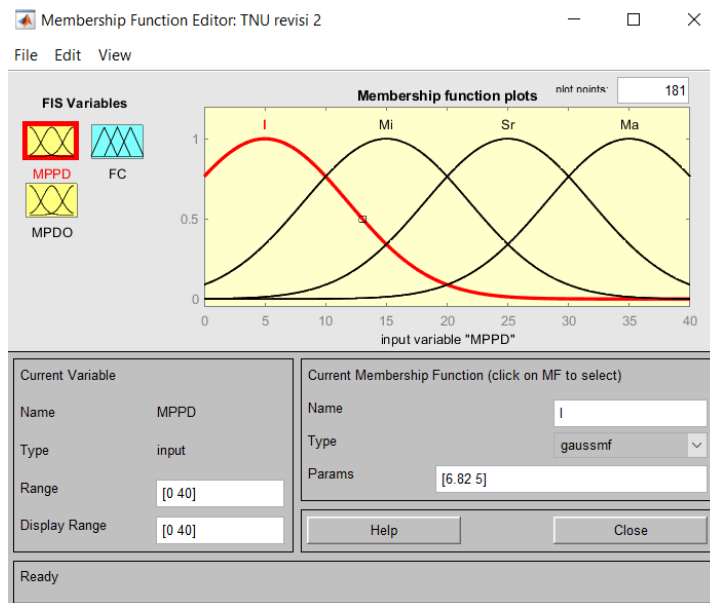 Membership Function Editor: TNU revisi 2
File Edit View
FIS Variables
MPPD FC
MPDO
Membership function plots
plot points:
181
I Mi Sr Ma
1
0.5
0
0 5 10 15 20 25 30 35 40
input variable "MPPD"
Current Variable
Name MPPD
Type input
Range [0 40]
Display Range [0 40]
Current Membership Function (click on MF to select)
Name I
Type gaussmf
Params [6.82 5]
Help Close
Ready